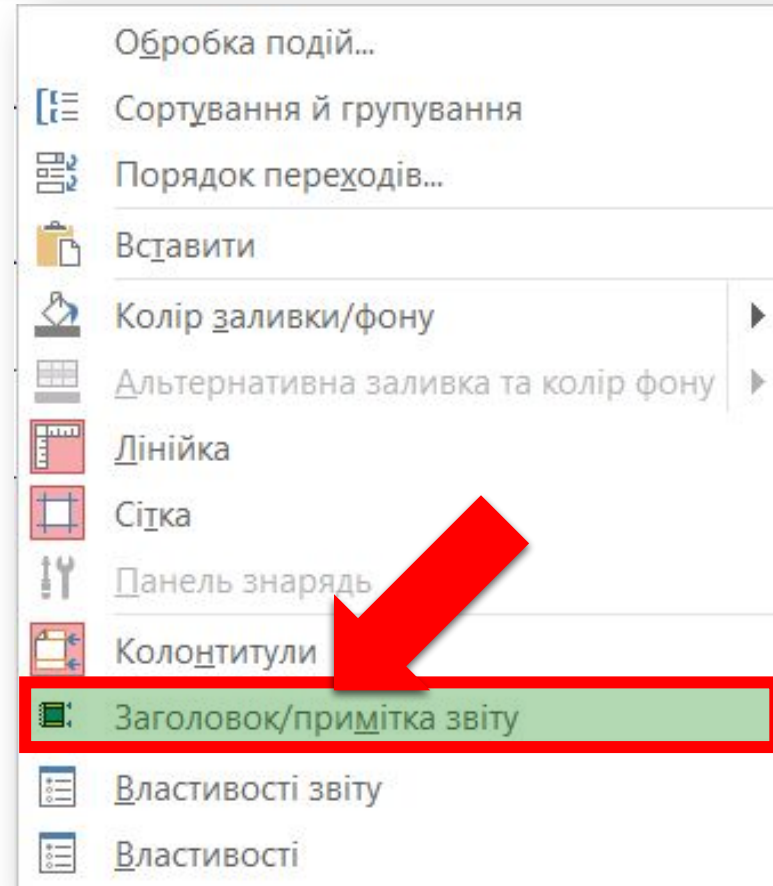 Обробка подій...
Сортування й групування
Порядок переходів...
Вставити
Колір заливки/фону
Альтернативна заливка та колір фону
Лінійка
Сітка
Панель знарядь
Колонтитули
Заголовок/примітка звіту
Властивості звіту
Властивості